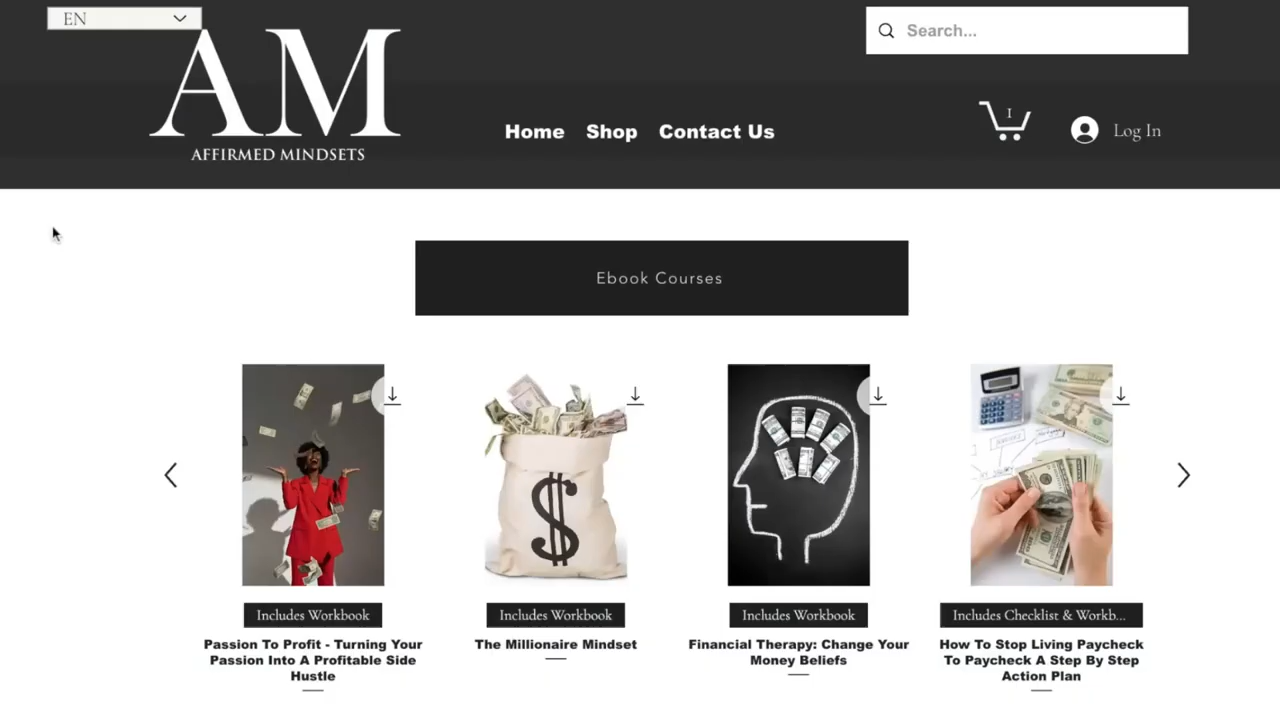 EN
Search...
AM
AFFIRMED MINDSETS
Home Shop Contact Us
1
Log In
Ebook Courses
$
Includes Workbook
Passion To Profit - Turning Your
Passion Into A Profitable Side
Hustle
Includes Workbook
The Millionaire Mindset
Includes Workbook
Financial Therapy: Change Your
Money Beliefs
Includes Checklist & Workb...
How To Stop Living Paycheck
To Paycheck A Step By Step
Action Plan